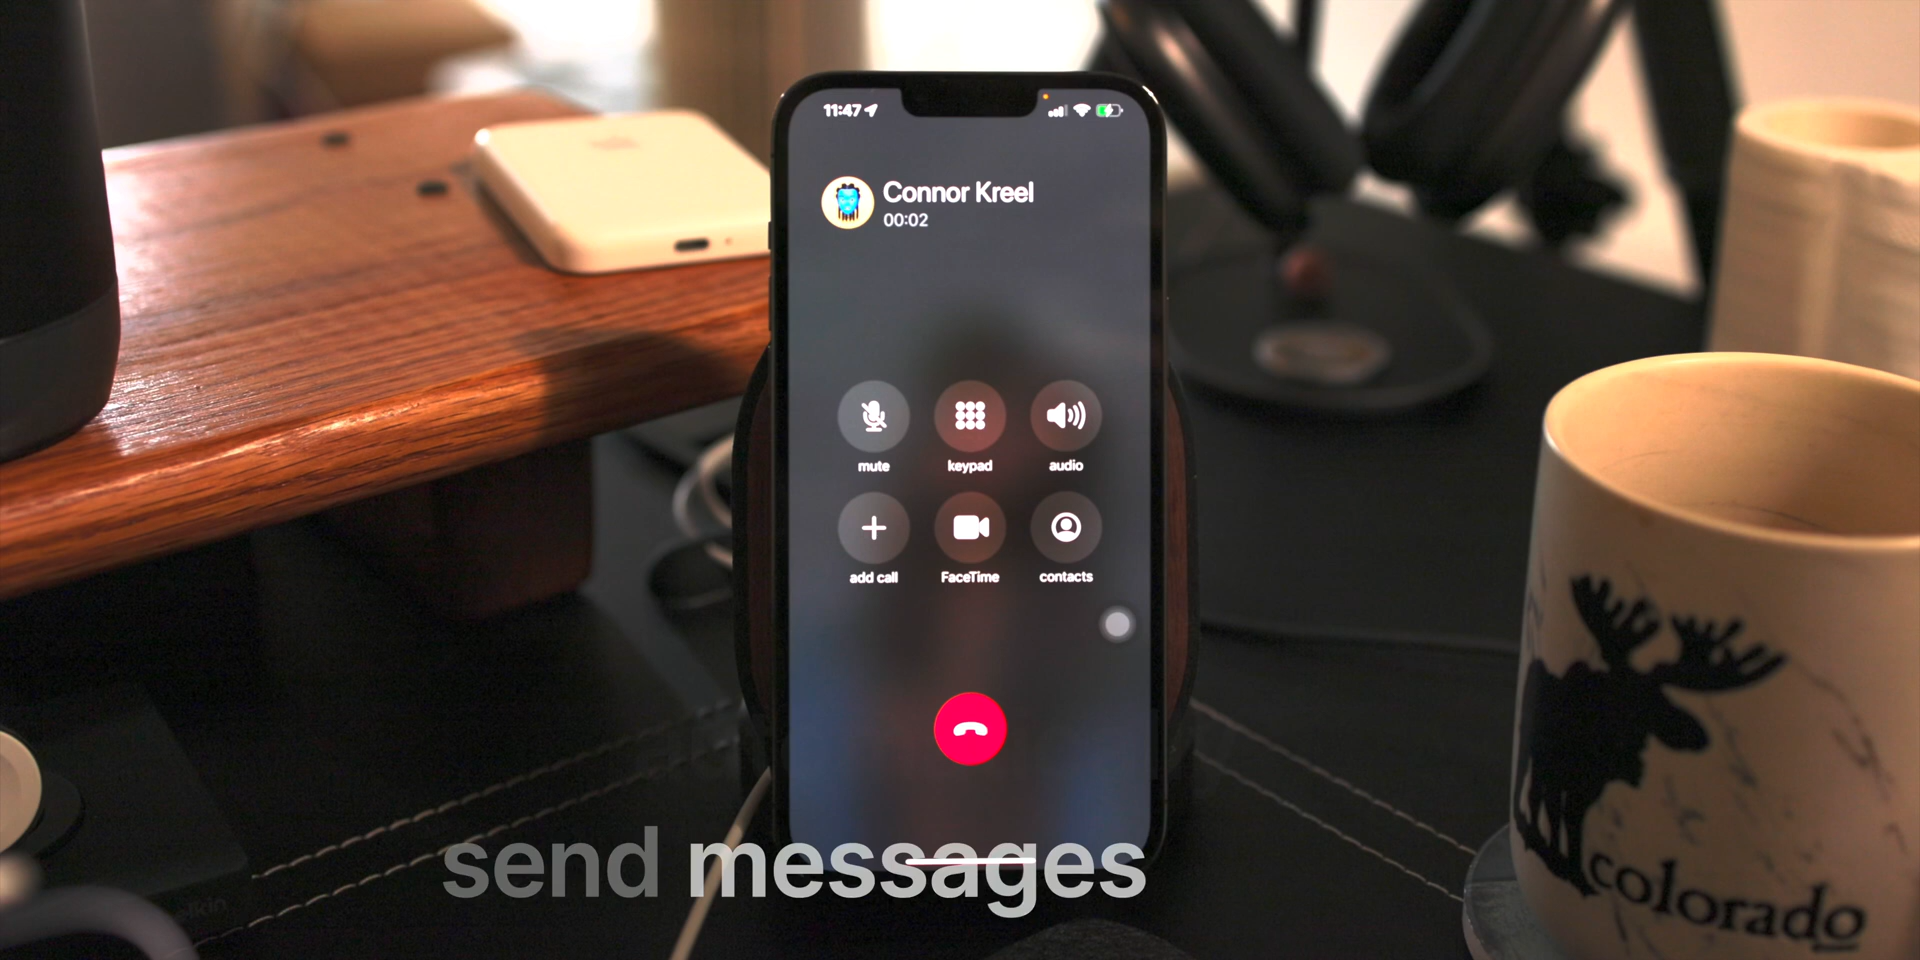 11:47
Connor Kreel
00:02
mute keypad audio
add call FaceTime contacts
send messages
colorado